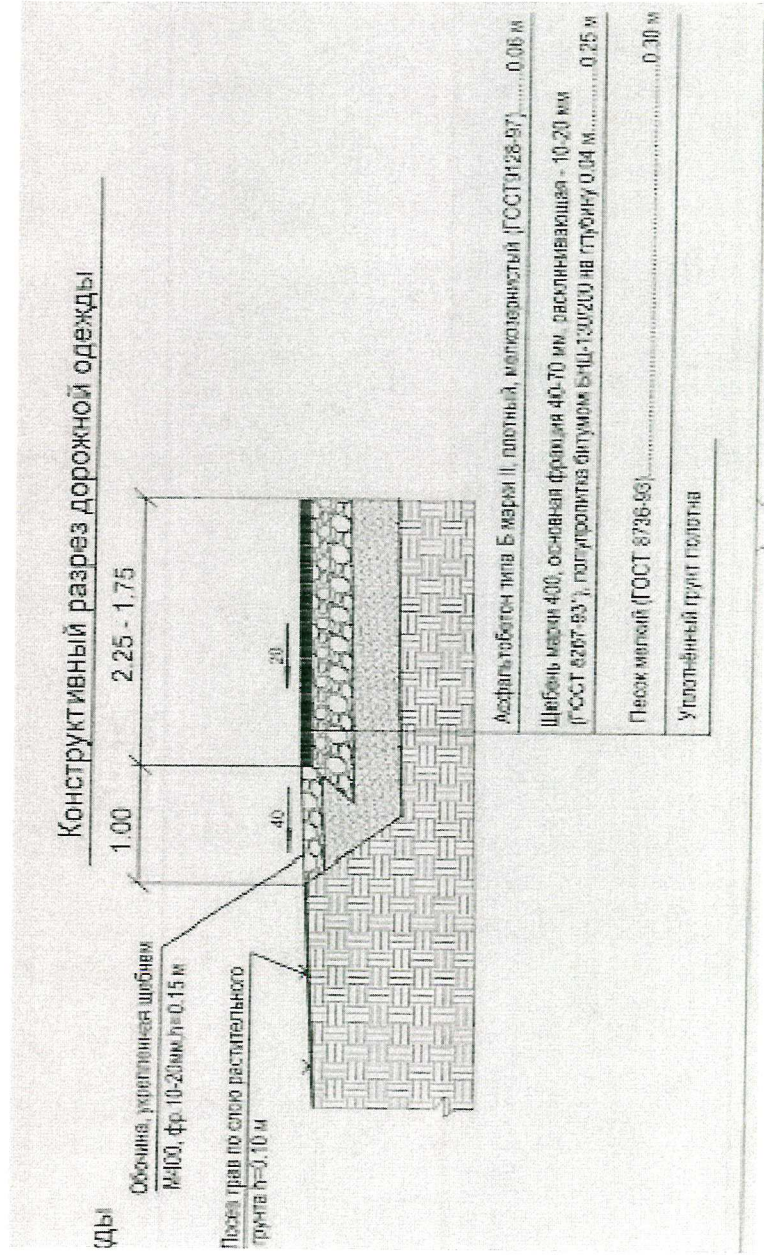 Конструктивный разрез дорожной одежды
1.00
2.25 - 1.75
ды
Обочина, укрепленная щебнем
М400, фр.10-20мм,h=0.15 м
Посев трав по слою растительного
грунта h=0,10 м
40
20
Асфальтобетон типа Б марки II, плотный, мелкозернистый (ГОСТ9128-97)......0.06 м
Щебень марки 400, основная фракция 40-70 мм, расклинивающая - 10-20 мм
(ГОСТ 8267-93*), полупропитка битумом БНД-130/200 на глубину 0.04 м............0.25 м
Песок мелкий (ГОСТ 8736-93)..........................................................................0.30 м
Уплотнённый грунт полотна